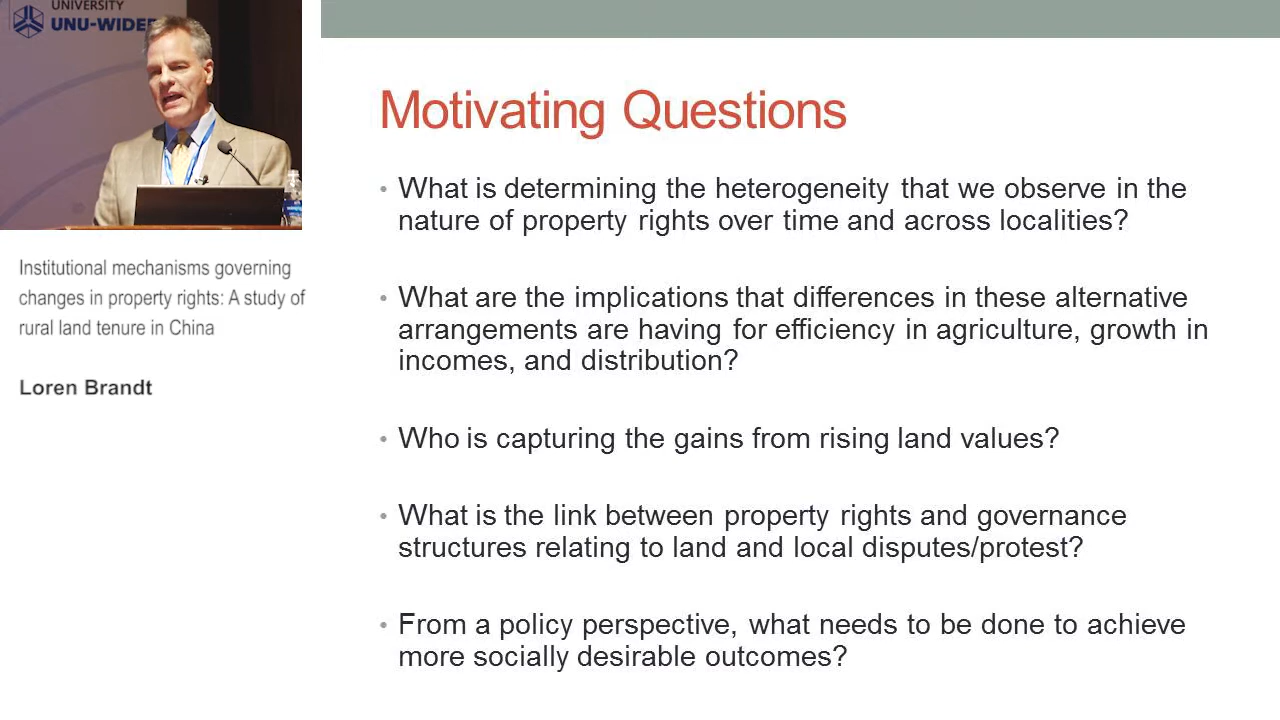 UNIVERSITY
UNU-WIDER
Institutional mechanisms governing
changes in property rights: A study of
rural land tenure in China
Loren Brandt
Motivating Questions
• What is determining the heterogeneity that we observe in the
nature of property rights over time and across localities?
• What are the implications that differences in these alternative
arrangements are having for efficiency in agriculture, growth in
incomes, and distribution?
• Who is capturing the gains from rising land values?
• What is the link between property rights and governance
structures relating to land and local disputes/protest?
• From a policy perspective, what needs to be done to achieve
more socially desirable outcomes?